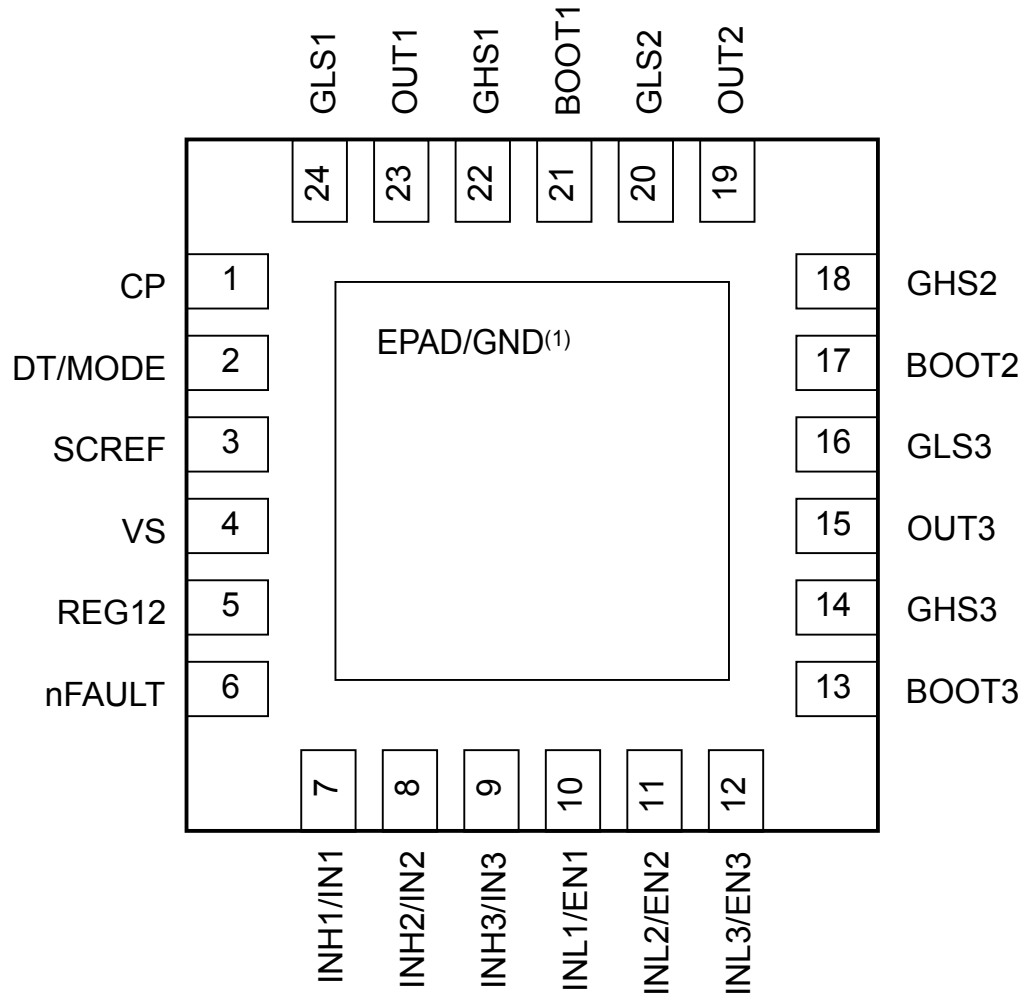 GLS1
OUT1
GHS1
BOOT1
GLS2
OUT2
24
23
22
21
20
19
CP 1
DT/MODE 2
SCREF 3
VS 4
REG12 5
nFAULT 6
EPAD/GND(1)
18 GHS2
17 BOOT2
16 GLS3
15 OUT3
14 GHS3
13 BOOT3
7
8
9
10
11
12
INH1/IN1
INH2/IN2
INH3/IN3
INL1/EN1
INL2/EN2
INL3/EN3